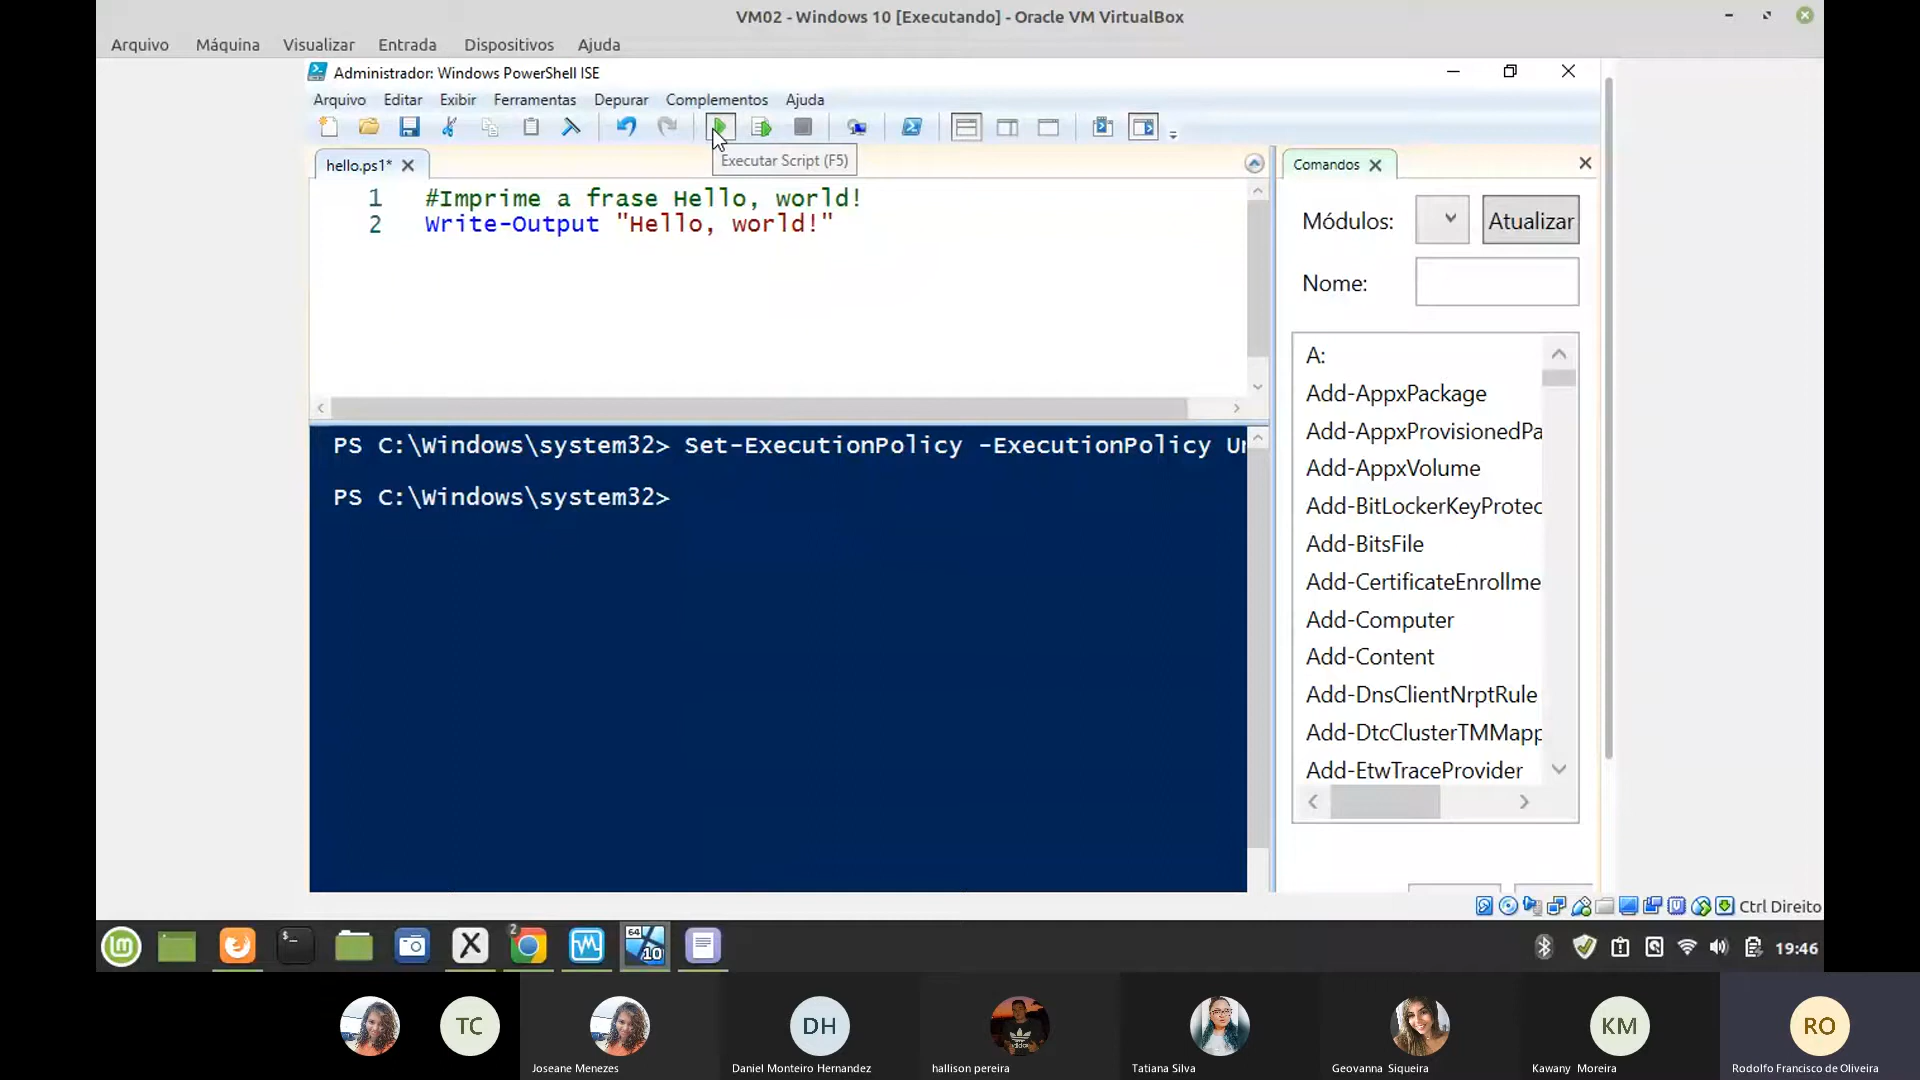 VM02 - Windows 10 [Executando] - Oracle VM VirtualBox
Arquivo Máquina Visualizar Entrada Dispositivos Ajuda
Administrador: Windows PowerShell ISE
Arquivo Editar Exibir Ferramentas Depurar Complementos Ajuda
hello.ps1*
Executar Script (F5)
1 #Imprime a frase Hello, world!
2 Write-Output "Hello, world!"
PS C:\Windows\system32> Set-ExecutionPolicy -ExecutionPolicy Un
PS C:\Windows\system32>
Comandos
Módulos:
Atualizar
Nome:
A:
Add-AppxPackage
Add-AppxProvisionedPa
Add-AppxVolume
Add-BitLockerKeyProtec
Add-BitsFile
Add-CertificateEnrollme
Add-Computer
Add-Content
Add-DnsClientNrptRule
Add-DtcClusterTMMapp
Add-EtwTraceProvider
Ctrl Direito
2
64
10
19:46
TC
DH
KM
RO
Joseane Menezes
Daniel Monteiro Hernandez
hallison pereira
Tatiana Silva
Geovanna Siqueira
Kawany Moreira
Rodolfo Francisco de Oliveira